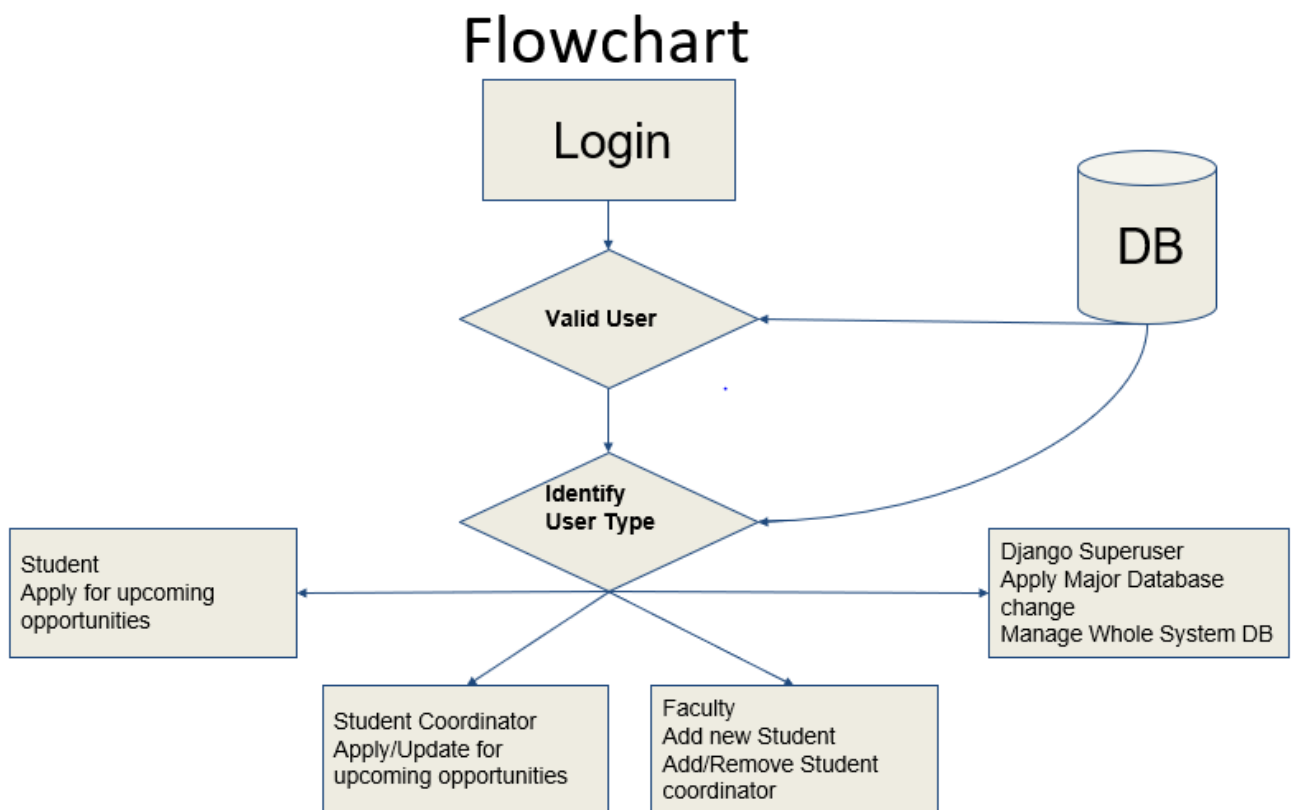 Flowchart
Login
DB
Valid User
Identify
User Type
Student
Apply for upcoming
opportunities
Django Superuser
Apply Major Database
change
Manage Whole System DB
Student Coordinator
Apply/Update for
upcoming opportunities
Faculty
Add new Student
Add/Remove Student
coordinator